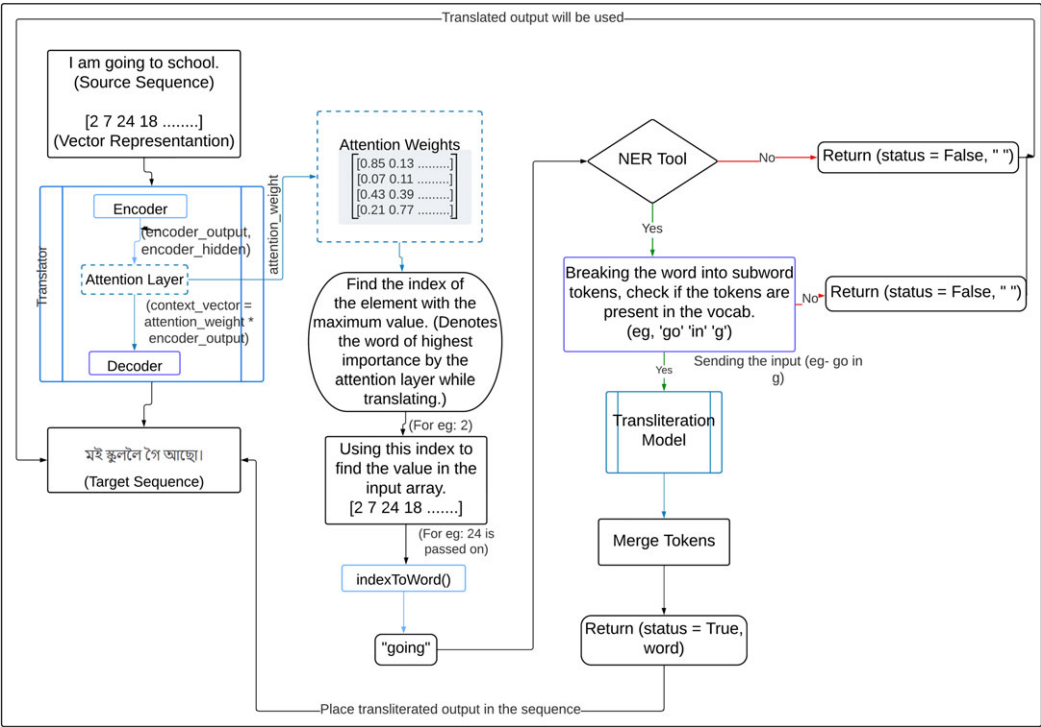 Translated output will be used
I am going to school.
(Source Sequence)
[2 7 24 18 ........]
(Vector Representantion)
Translator
Encoder
(encoder_output,
encoder_hidden)
Attention Layer
(context_vector =
attention_weight *
encoder_output)
Decoder
মই স্কুললৈ গৈ আছো।
(Target Sequence)
attention_weight
Attention Weights
[0.85 0.13 .........]
[0.07 0.11 .........]
[0.43 0.39 .........]
[0.21 0.77 .........]
Find the index of
the element with the
maximum value. (Denotes
the word of highest
importance by the
attention layer while
translating.)
(For eg: 2)
Using this index to
find the value in the
input array.
[2 7 24 18 .......]
(For eg: 24 is
passed on)
indexToWord()
"going"
NER Tool
No
Return (status = False, " ")
Yes
Breaking the word into subword
tokens, check if the tokens are
present in the vocab.
(eg, 'go' 'in' 'g')
No
Return (status = False, " ")
Yes
Sending the input (eg- go in
g)
Transliteration
Model
Merge Tokens
Return (status = True,
word)
Place transliterated output in the sequence